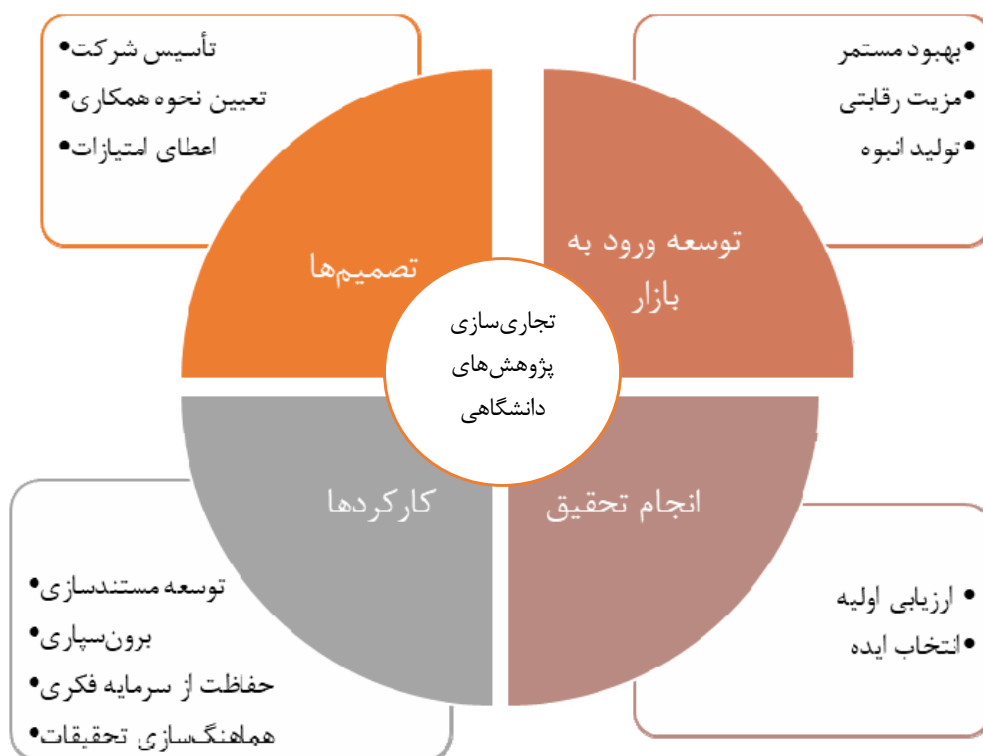 •بهبود مستمر
•مزیت رقابتی
•تولید انبوه
توسعه ورود به
بازار
•تأسیس شرکت
•تعیین نحوه همکاری
•اعطای امتیازات
تصمیم‌ها
تجاری‌سازی
پژوهش‌های
دانشگاهی
انجام تحقیق
• ارزیابی اولیه
•انتخاب ایده
کارکردها
•توسعه مستندسازی
•برون‌سپاری
•حفاظت از سرمایه فکری
•هماهنگ‌سازی تحقیقات